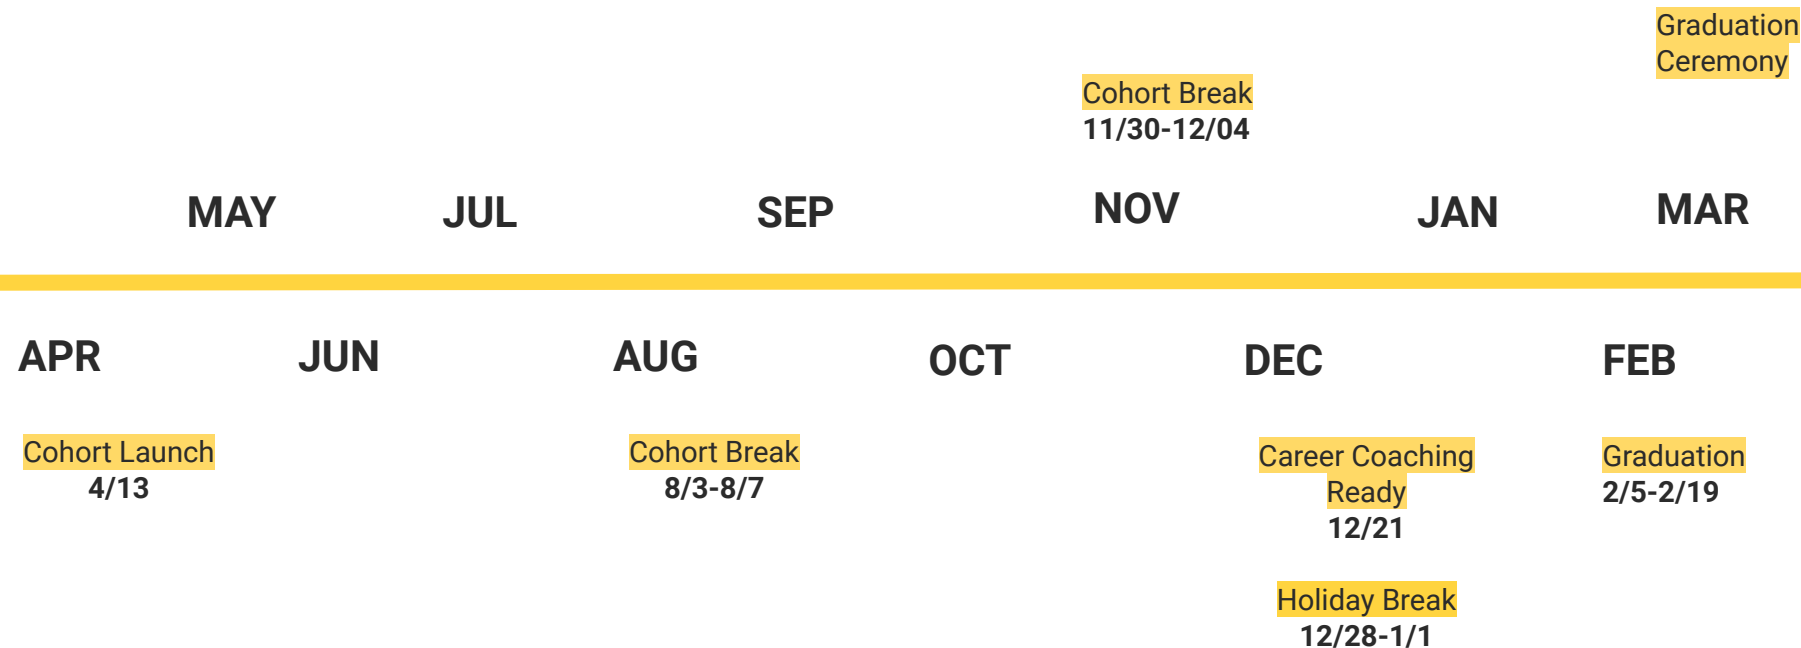 Graduation
Ceremony
Cohort Break
11/30-12/04
MAY
JUL
SEP
NOV
JAN
MAR
APR
JUN
AUG
OCT
DEC
FEB
Cohort Launch
4/13
Cohort Break
8/3-8/7
Career Coaching
Ready
12/21
Graduation
2/5-2/19
Holiday Break
12/28-1/1